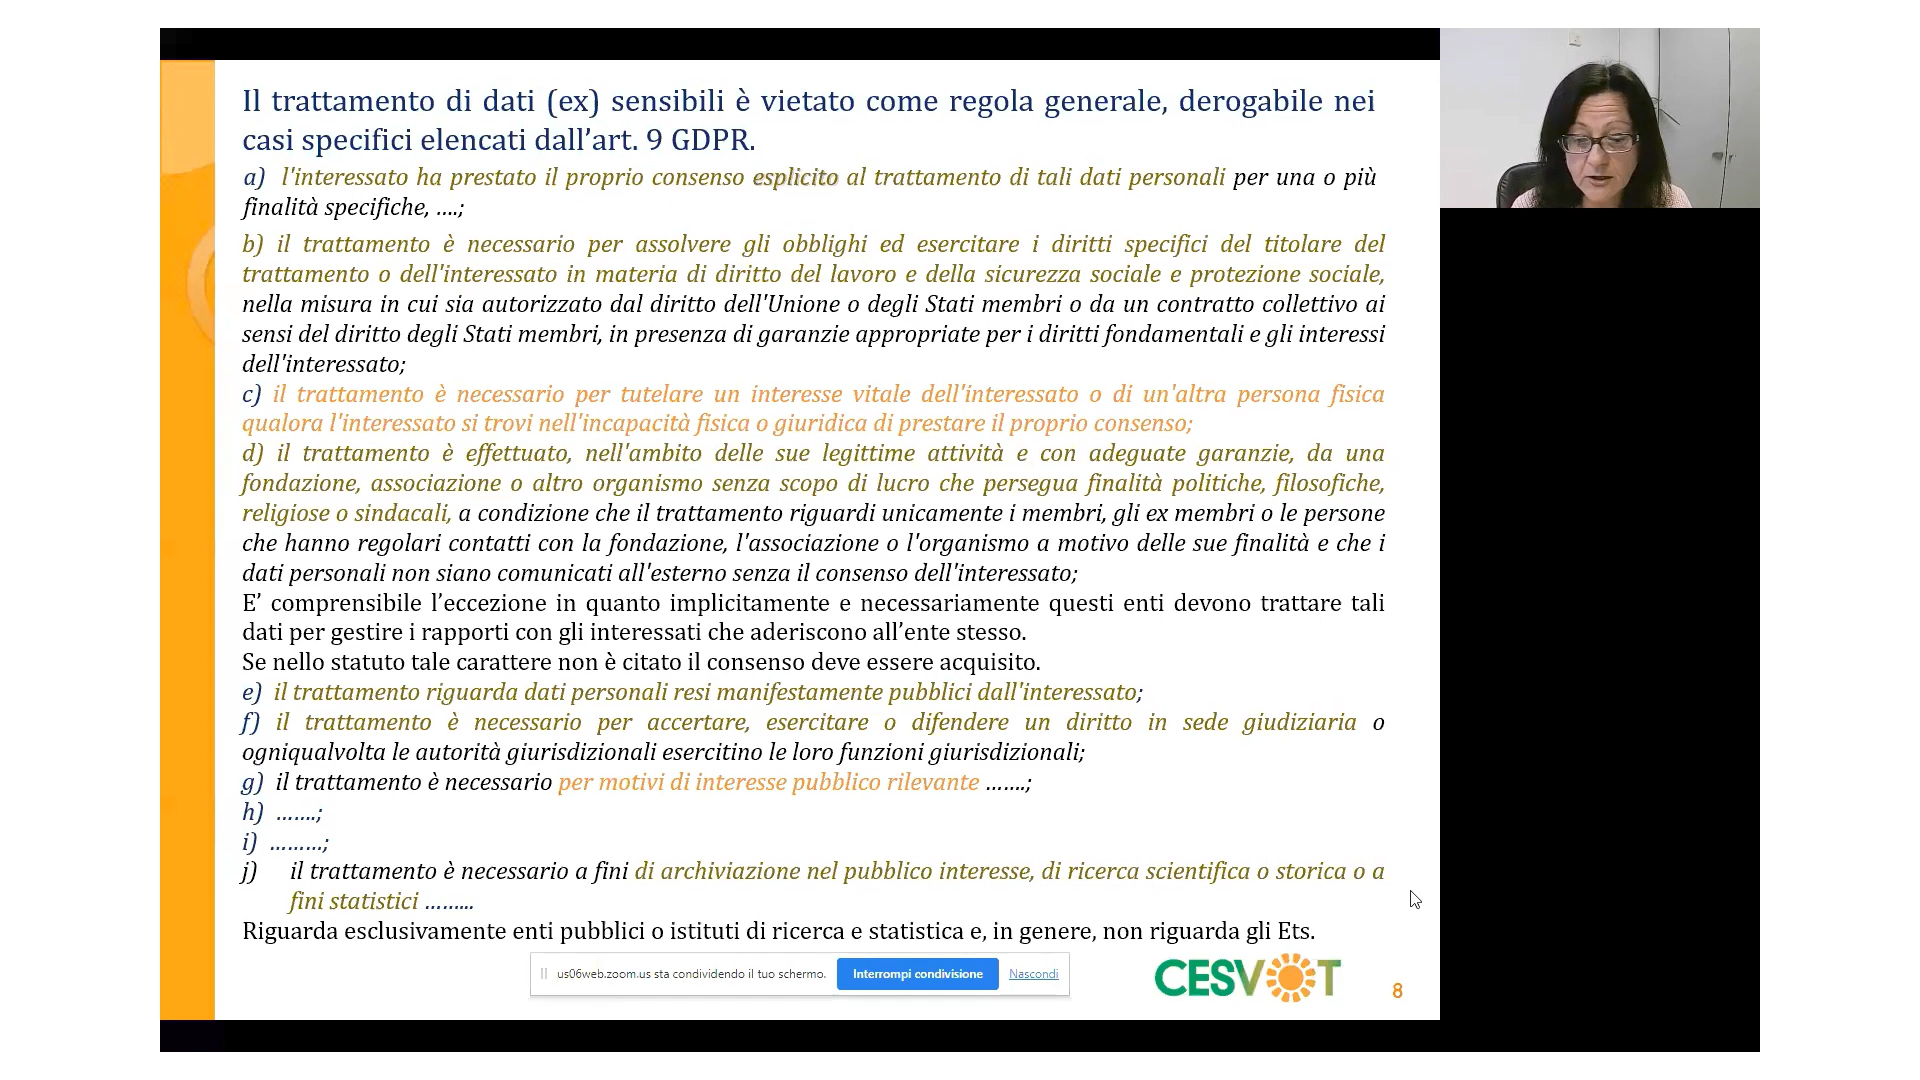 Il trattamento di dati (ex) sensibili è vietato come regola generale, derogabile nei
casi specifici elencati dall’art. 9 GDPR.
a) l'interessato ha prestato il proprio consenso esplicito al trattamento di tali dati personali per una o più
finalità specifiche, ....;
b) il trattamento è necessario per assolvere gli obblighi ed esercitare i diritti specifici del titolare del
trattamento o dell'interessato in materia di diritto del lavoro e della sicurezza sociale e protezione sociale,
nella misura in cui sia autorizzato dal diritto dell'Unione o degli Stati membri o da un contratto collettivo ai
sensi del diritto degli Stati membri, in presenza di garanzie appropriate per i diritti fondamentali e gli interessi
dell'interessato;
c) il trattamento è necessario per tutelare un interesse vitale dell'interessato o di un'altra persona fisica
qualora l'interessato si trovi nell'incapacità fisica o giuridica di prestare il proprio consenso;
d) il trattamento è effettuato, nell'ambito delle sue legittime attività e con adeguate garanzie, da una
fondazione, associazione o altro organismo senza scopo di lucro che persegua finalità politiche, filosofiche,
religiose o sindacali, a condizione che il trattamento riguardi unicamente i membri, gli ex membri o le persone
che hanno regolari contatti con la fondazione, l'associazione o l'organismo a motivo delle sue finalità e che i
dati personali non siano comunicati all'esterno senza il consenso dell'interessato;
E’ comprensibile l’eccezione in quanto implicitamente e necessariamente questi enti devono trattare tali
dati per gestire i rapporti con gli interessati che aderiscono all’ente stesso.
Se nello statuto tale carattere non è citato il consenso deve essere acquisito.
e) il trattamento riguarda dati personali resi manifestamente pubblici dall'interessato;
f) il trattamento è necessario per accertare, esercitare o difendere un diritto in sede giudiziaria o
ogniqualvolta le autorità giurisdizionali esercitino le loro funzioni giurisdizionali;
g) il trattamento è necessario per motivi di interesse pubblico rilevante …….;
h) …….;
i) ………;
j) il trattamento è necessario a fini di archiviazione nel pubblico interesse, di ricerca scientifica o storica o a
fini statistici ……...
Riguarda esclusivamente enti pubblici o istituti di ricerca e statistica e, in genere, non riguarda gli Ets.
us06web.zoom.us sta condividendo il tuo schermo. Interrompi condivisione Nascondi
CESVOT
8